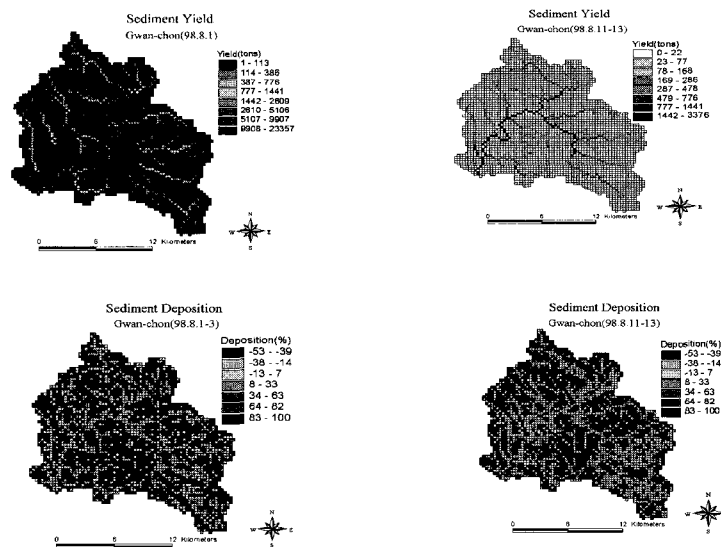 Sediment Yield
Gwan-chon(98.8.1)
Yield(tons)
1 - 113
114 - 386
387 - 776
777 - 1441
1442 - 2609
2610 - 5106
5107 - 9907
9908 - 23357
N
W E
S
0 6 12 Kilometers
Sediment Yield
Gwan-chon(98.8.11-13)
Yield(tons)
0 - 22
23 - 77
78 - 168
169 - 286
287 - 478
479 - 776
777 - 1441
1442 - 3376
N
W E
S
0 6 12 Kilometers
Sediment Deposition
Gwan-chon(98.8.1-3)
Deposition(%)
-53 - -39
-38 - -14
-13 - 7
8 - 33
34 - 63
64 - 82
83 - 100
N
W E
S
0 6 12 Kilometers
Sediment Deposition
Gwan-chon(98.8.11-13)
Deposition(%)
-53 - -39
-38 - -14
-13 - 7
8 - 33
34 - 63
64 - 82
83 - 100
N
W E
S
0 6 12 Kilometers